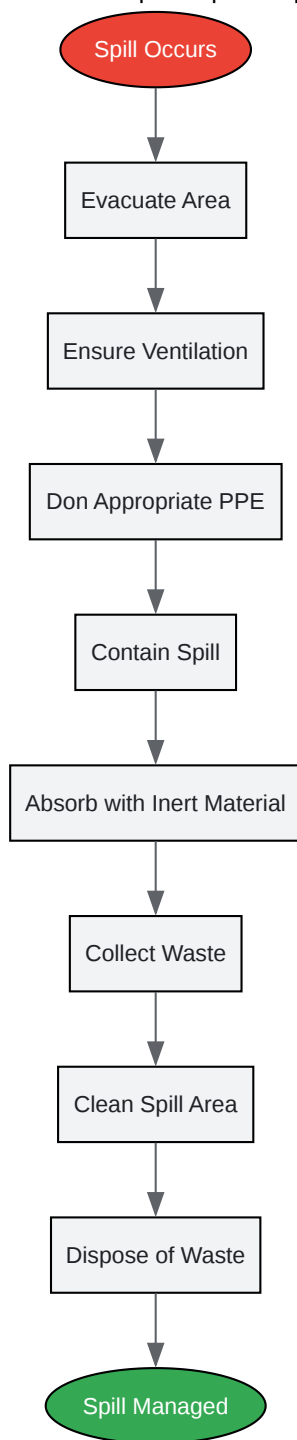 Spill Occurs
Evacuate Area
Ensure Ventilation
Don Appropriate PPE
Contain Spill
Absorb with Inert Material
Collect Waste
Clean Spill Area
Dispose of Waste
Spill Managed